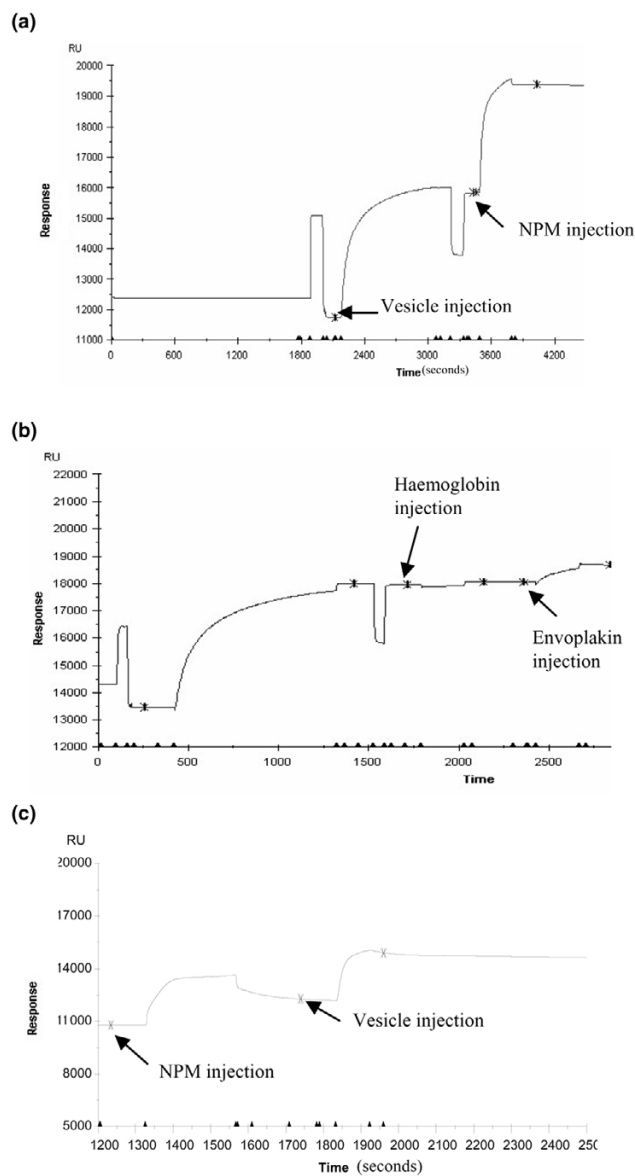 (a)
RU
20000
19000
18000
17000
16000
15000
14000
13000
12000
11000
Response
NPM injection
Vesicle injection
0 600 1200 1800 2400 3000 3600 4200
Time (seconds)
(b)
RU
22000
21000
20000
19000
18000
17000
16000
15000
14000
13000
12000
Response
Haemoglobin
injection
Envoplakin
injection
0 500 1000 1500 2000 2500
Time
(c)
RU
20000
17000
14000
11000
8000
5000
Response
Vesicle injection
NPM injection
1200 1300 1400 1500 1600 1700 1800 1900 2000 2100 2200 2300 2400 250
Time (seconds)